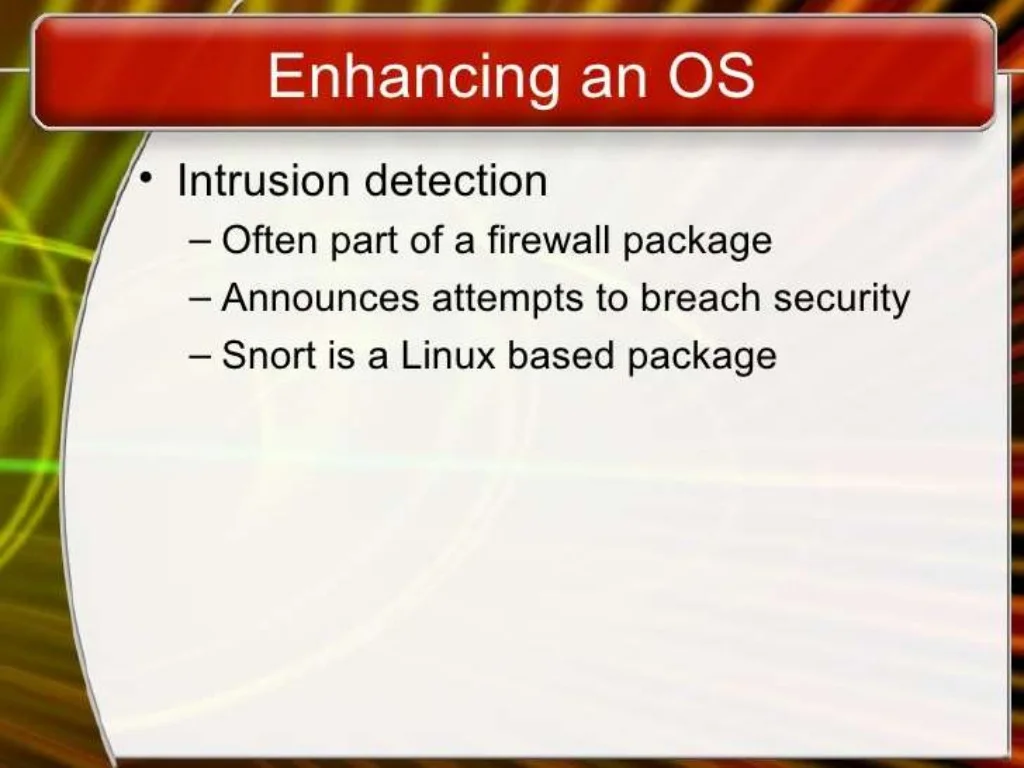 Enhancing an OS
• Intrusion detection
– Often part of a firewall package
– Announces attempts to breach security
– Snort is a Linux based package